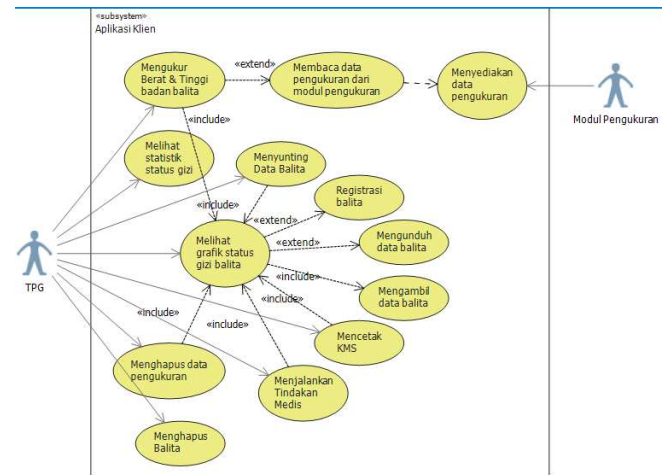 «subsystem»
Aplikasi Klien
Mengukur
Berat & Tinggi
badan balita
«extend»
Membaca data
pengukuran dari
modul pengukuran
Menyediakan
data
pengukuran
Modul Pengukuran
«include»
Melihat
statistik
status gizi
Menyunting
Data Balita
«include»
Registrasi
balita
«extend»
Melihat
grafik status
gizi balita
«extend»
Mengunduh
data balita
«include»
Mengambil
data balita
TPG
«include»
«include»
«include»
Mencetak
KMS
Menghapus data
pengukuran
Menjalankan
Tindakan
Medis
Menghapus
Balita